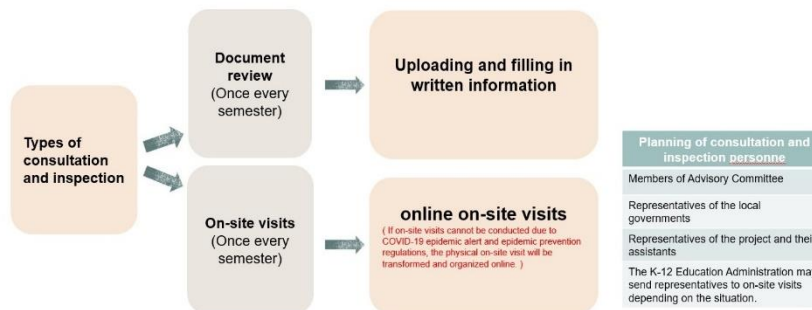 Types of
consultation
and inspection
Document
review
(Once every
semester)
Uploading and filling in
written information
On-site visits
(Once every
semester)
online on-site visits
( If on-site visits cannot be conducted due to
COVID-19 epidemic alert and epidemic prevention
regulations, the physical on-site visit will be
transformed and organized online. )
Planning of consultation and
inspection personne
Members of Advisory Committee
Representatives of the local
governments
Representatives of the project and thei
assistants
The K-12 Education Administration ma
send representatives to on-site visits
depending on the situation.